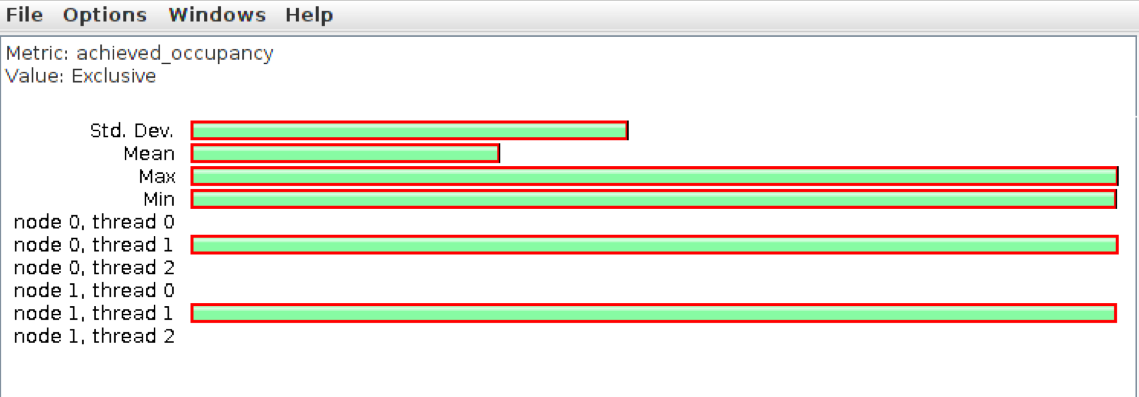 File Options Windows Help
Metric: achieved_occupancy
Value: Exclusive
Std. Dev.
Mean
Max
Min
node 0, thread 0
node 0, thread 1
node 0, thread 2
node 1, thread 0
node 1, thread 1
node 1, thread 2